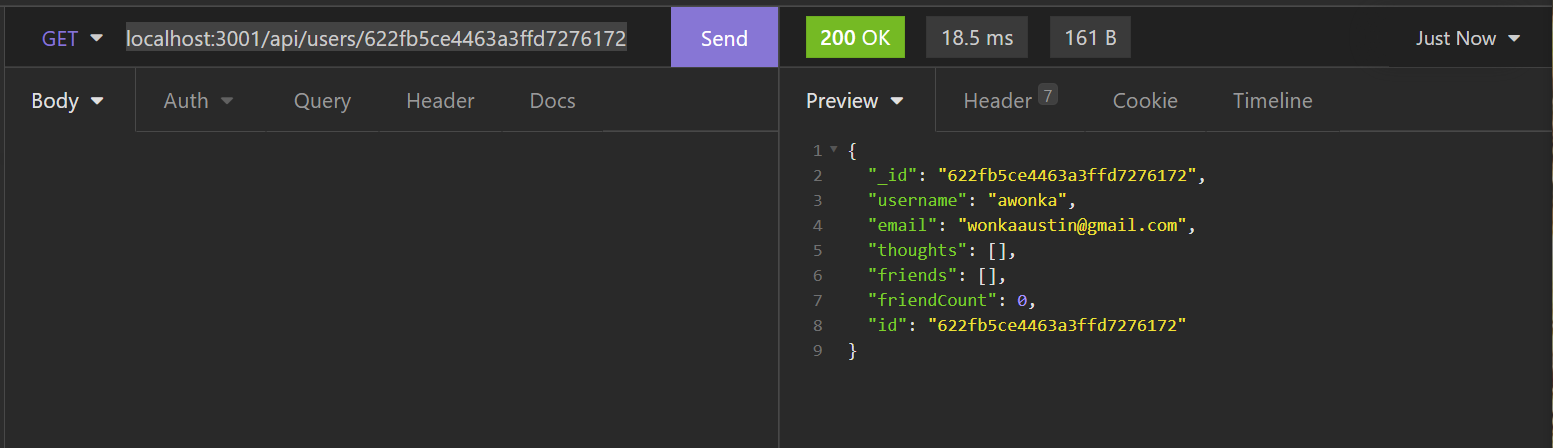 GET localhost:3001/api/users/622fb5ce4463a3ffd7276172 Send 200 OK 18.5 ms 161 B Just Now
Body Auth Query Header Docs Preview Header 7 Cookie Timeline
1 {
2 "_id": "622fb5ce4463a3ffd7276172",
3 "username": "awonka",
4 "email": "wonkaaustin@gmail.com",
5 "thoughts": [],
6 "friends": [],
7 "friendCount": 0,
8 "id": "622fb5ce4463a3ffd7276172"
9 }